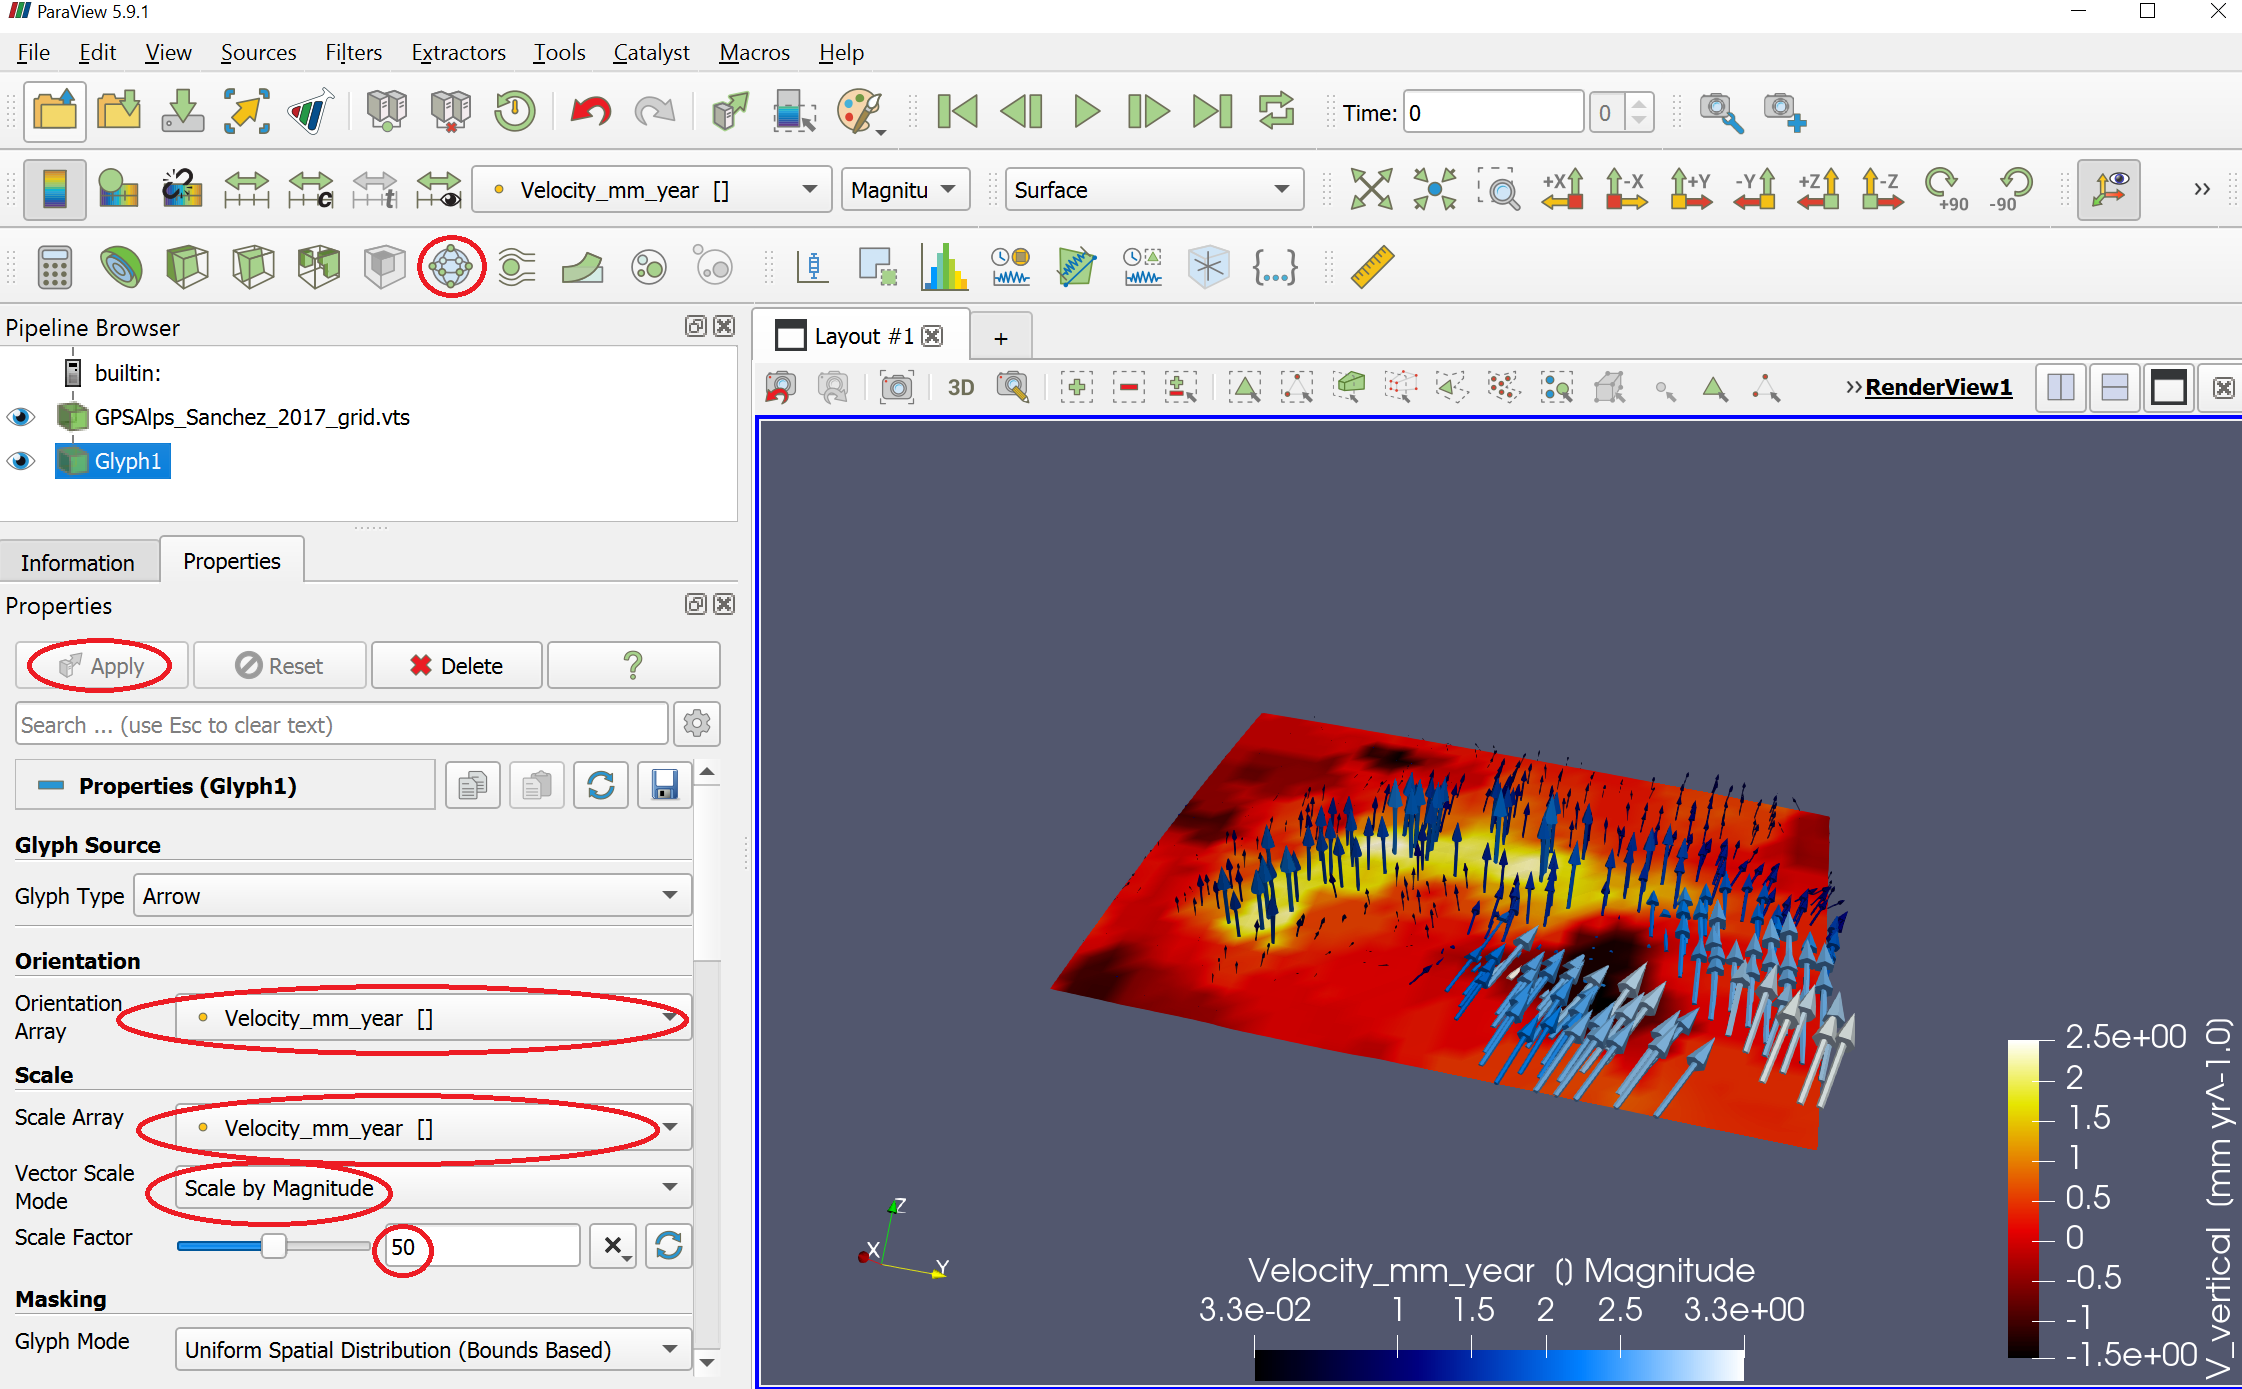 ParaView 5.9.1
File Edit View Sources Filters Extractors Tools Catalyst Macros Help
Time: 0 0
Velocity_mm_year [] Magnitu Surface +X -X +Y -Y +Z -Z +90 -90 »
c t
{...}
Pipeline Browser
builtin:
GPSAlps_Sanchez_2017_grid.vts
Glyph1
Layout #1 +
3D »RenderView1
Information Properties
Properties
Apply Reset Delete ?
Search ... (use Esc to clear text)
Properties (Glyph1)
Glyph Source
Glyph Type Arrow
Orientation
Orientation
Array
Velocity_mm_year []
Scale
Scale Array Velocity_mm_year []
Vector Scale
Mode
Scale by Magnitude
Scale Factor 50
Masking
Glyph Mode Uniform Spatial Distribution (Bounds Based)
Z
X
Y
Velocity_mm_year () Magnitude
3.3e-02 1 1.5 2 2.5 3.3e+00
2.5e+00
2
1.5
1
0.5
0
-0.5
-1
-1.5e+00
V_vertical (mm yr^-1.0)